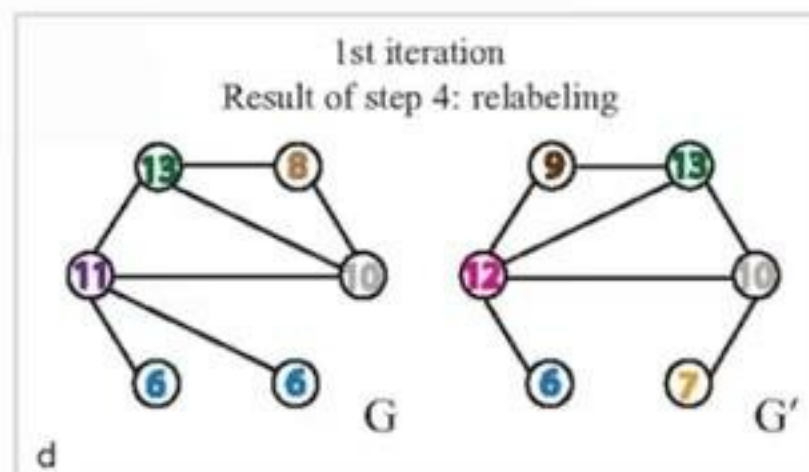 1st iteration
Result of step 4: relabeling
13 8 9 13
11 10 12 10
6 6 6 7
G G′
d